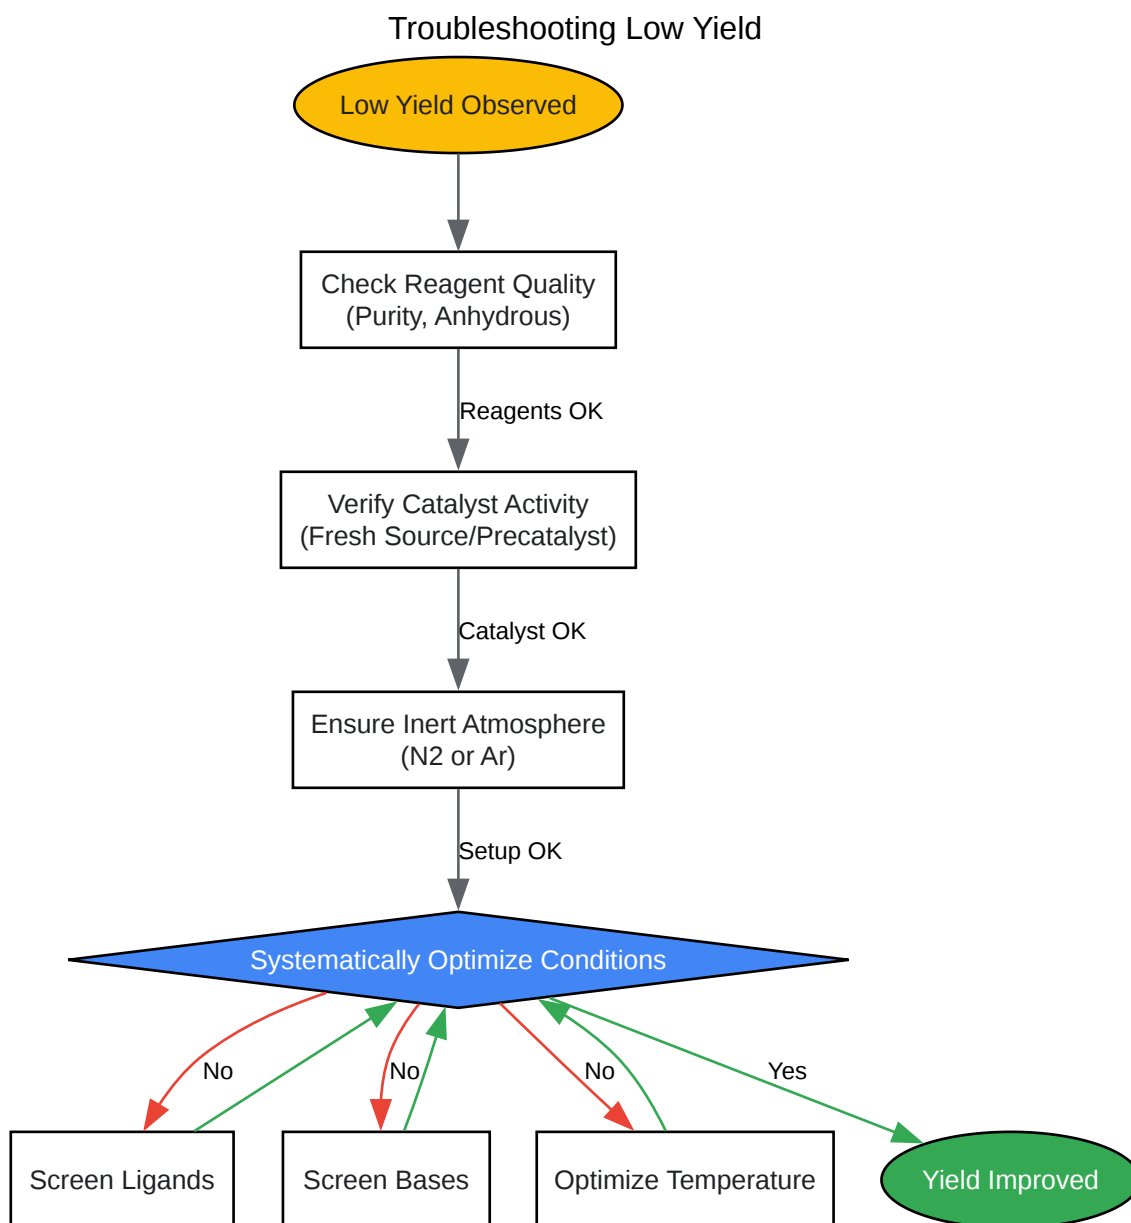 Troubleshooting Low Yield
Low Yield Observed
Check Reagent Quality
(Purity, Anhydrous)
Reagents OK
Verify Catalyst Activity
(Fresh Source/Precatalyst)
Catalyst OK
Ensure Inert Atmosphere
(N2 or Ar)
Setup OK
Systematically Optimize Conditions
No
No
No
Yes
Screen Ligands
Screen Bases
Optimize Temperature
Yield Improved